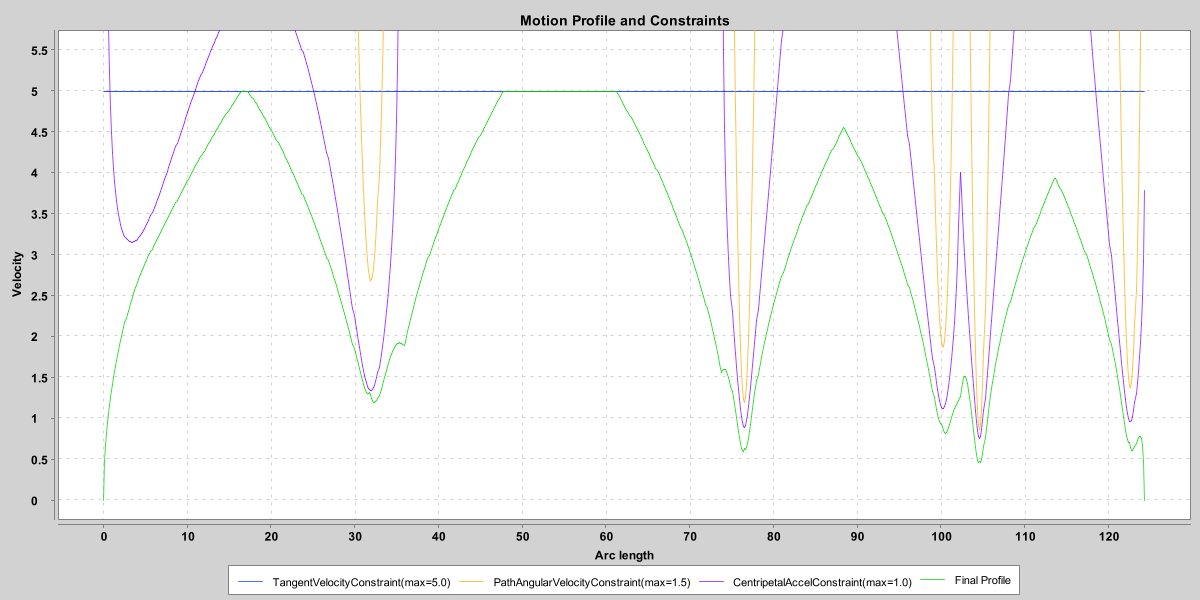 Motion Profile and Constraints
Velocity
5.5
5
4.5
4
3.5
3
2.5
2
1.5
1
0.5
0
0 10 20 30 40 50 60 70 80 90 100 110 120
Arc length
TangentVelocityConstraint(max=5.0) PathAngularVelocityConstraint(max=1.5) CentripetalAccelConstraint(max=1.0) Final Profile